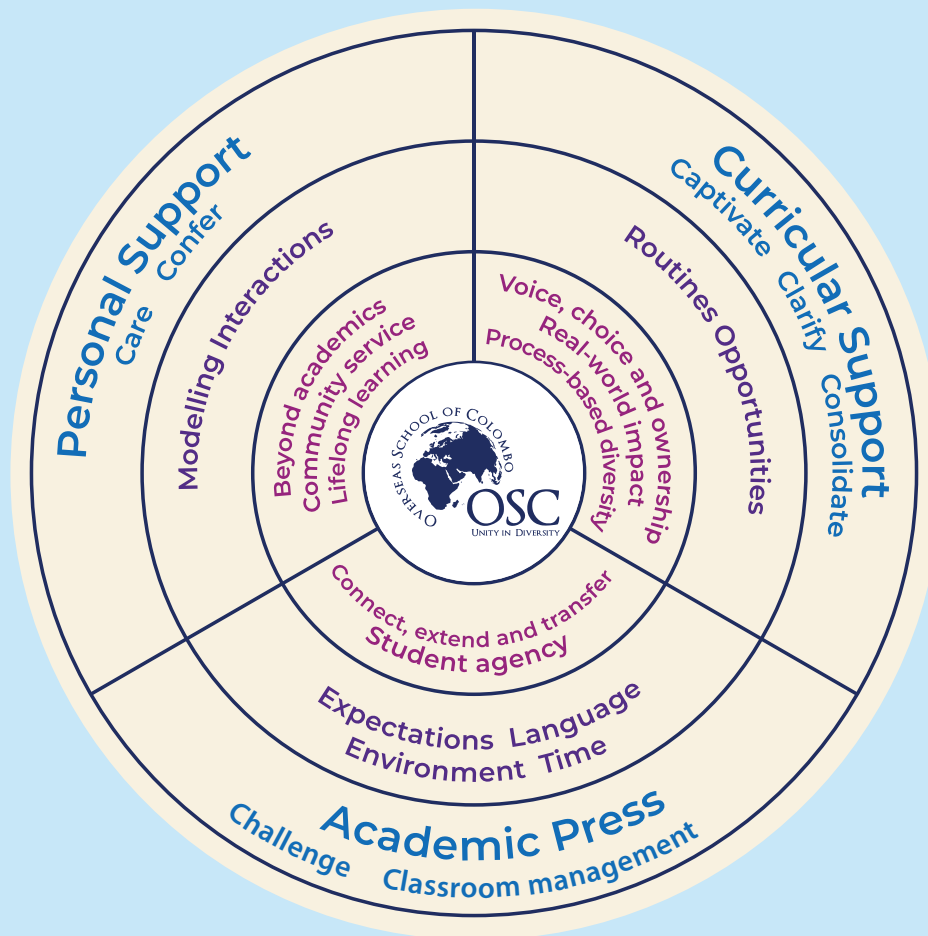 Personal Support
Care Confer
Modelling Interactions
Beyond academics
Community service
Lifelong learning
Curricular Support
Captivate Clarify Consolidate
Routines Opportunities
Voice, choice and ownership
Real-world impact
Process-based diversity
OVERSEAS SCHOOL OF COLOMBO
OSC
UNITY IN DIVERSITY
Connect, extend and transfer
Student agency
Expectations Language
Environment Time
Academic Press
Challenge Classroom management